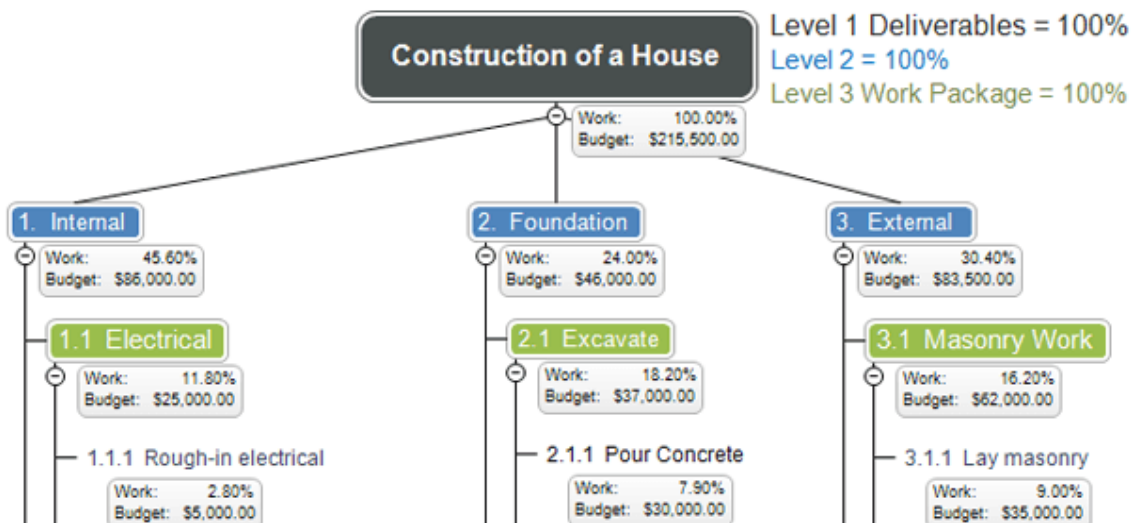 Construction of a House
Level 1 Deliverables = 100%
Level 2 = 100%
Level 3 Work Package = 100%
Work: 100.00%
Budget: $215,500.00
1. Internal
Work: 45.60%
Budget: $86,000.00
2. Foundation
Work: 24.00%
Budget: $46,000.00
3. External
Work: 30.40%
Budget: $83,500.00
1.1 Electrical
Work: 11.80%
Budget: $25,000.00
2.1 Excavate
Work: 18.20%
Budget: $37,000.00
3.1 Masonry Work
Work: 16.20%
Budget: $62,000.00
1.1.1 Rough-in electrical
Work: 2.80%
Budget: $5,000.00
2.1.1 Pour Concrete
Work: 7.90%
Budget: $30,000.00
3.1.1 Lay masonry
Work: 9.00%
Budget: $35,000.00